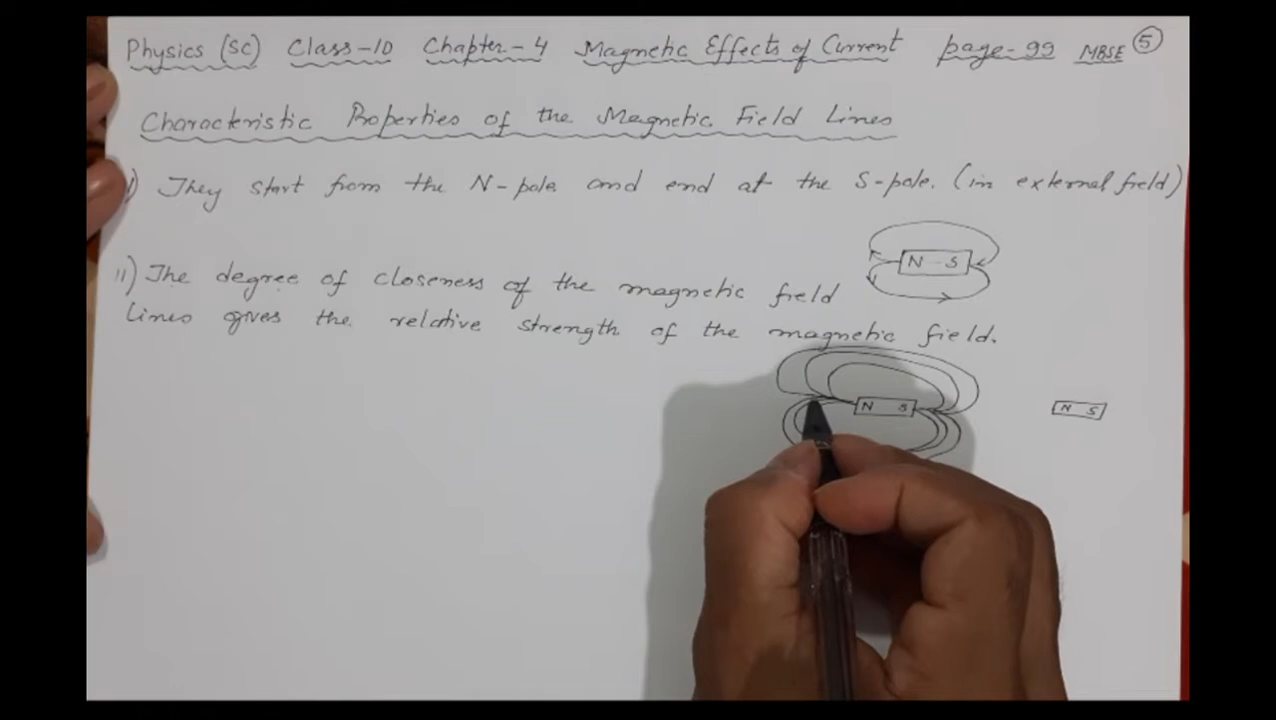 Physics (SC) Class-10 Chapter-4 Magnetic Effects of Current page-99 MBSE 5
Characteristic Properties of the Magnetic Field Lines
They start from the N-pole and end at the S-pole. (in external field)
N S
ii) The degree of closeness of the magnetic field
lines gives the relative strength of the magnetic field.
N S
N S